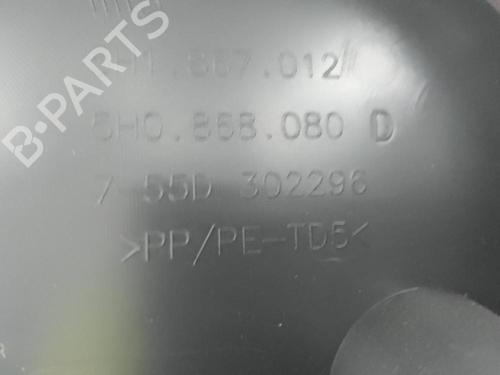 .867.012
B-PARTS
5H0.868.080 D
7 55D 302296
>PP/PE-TD5<
R